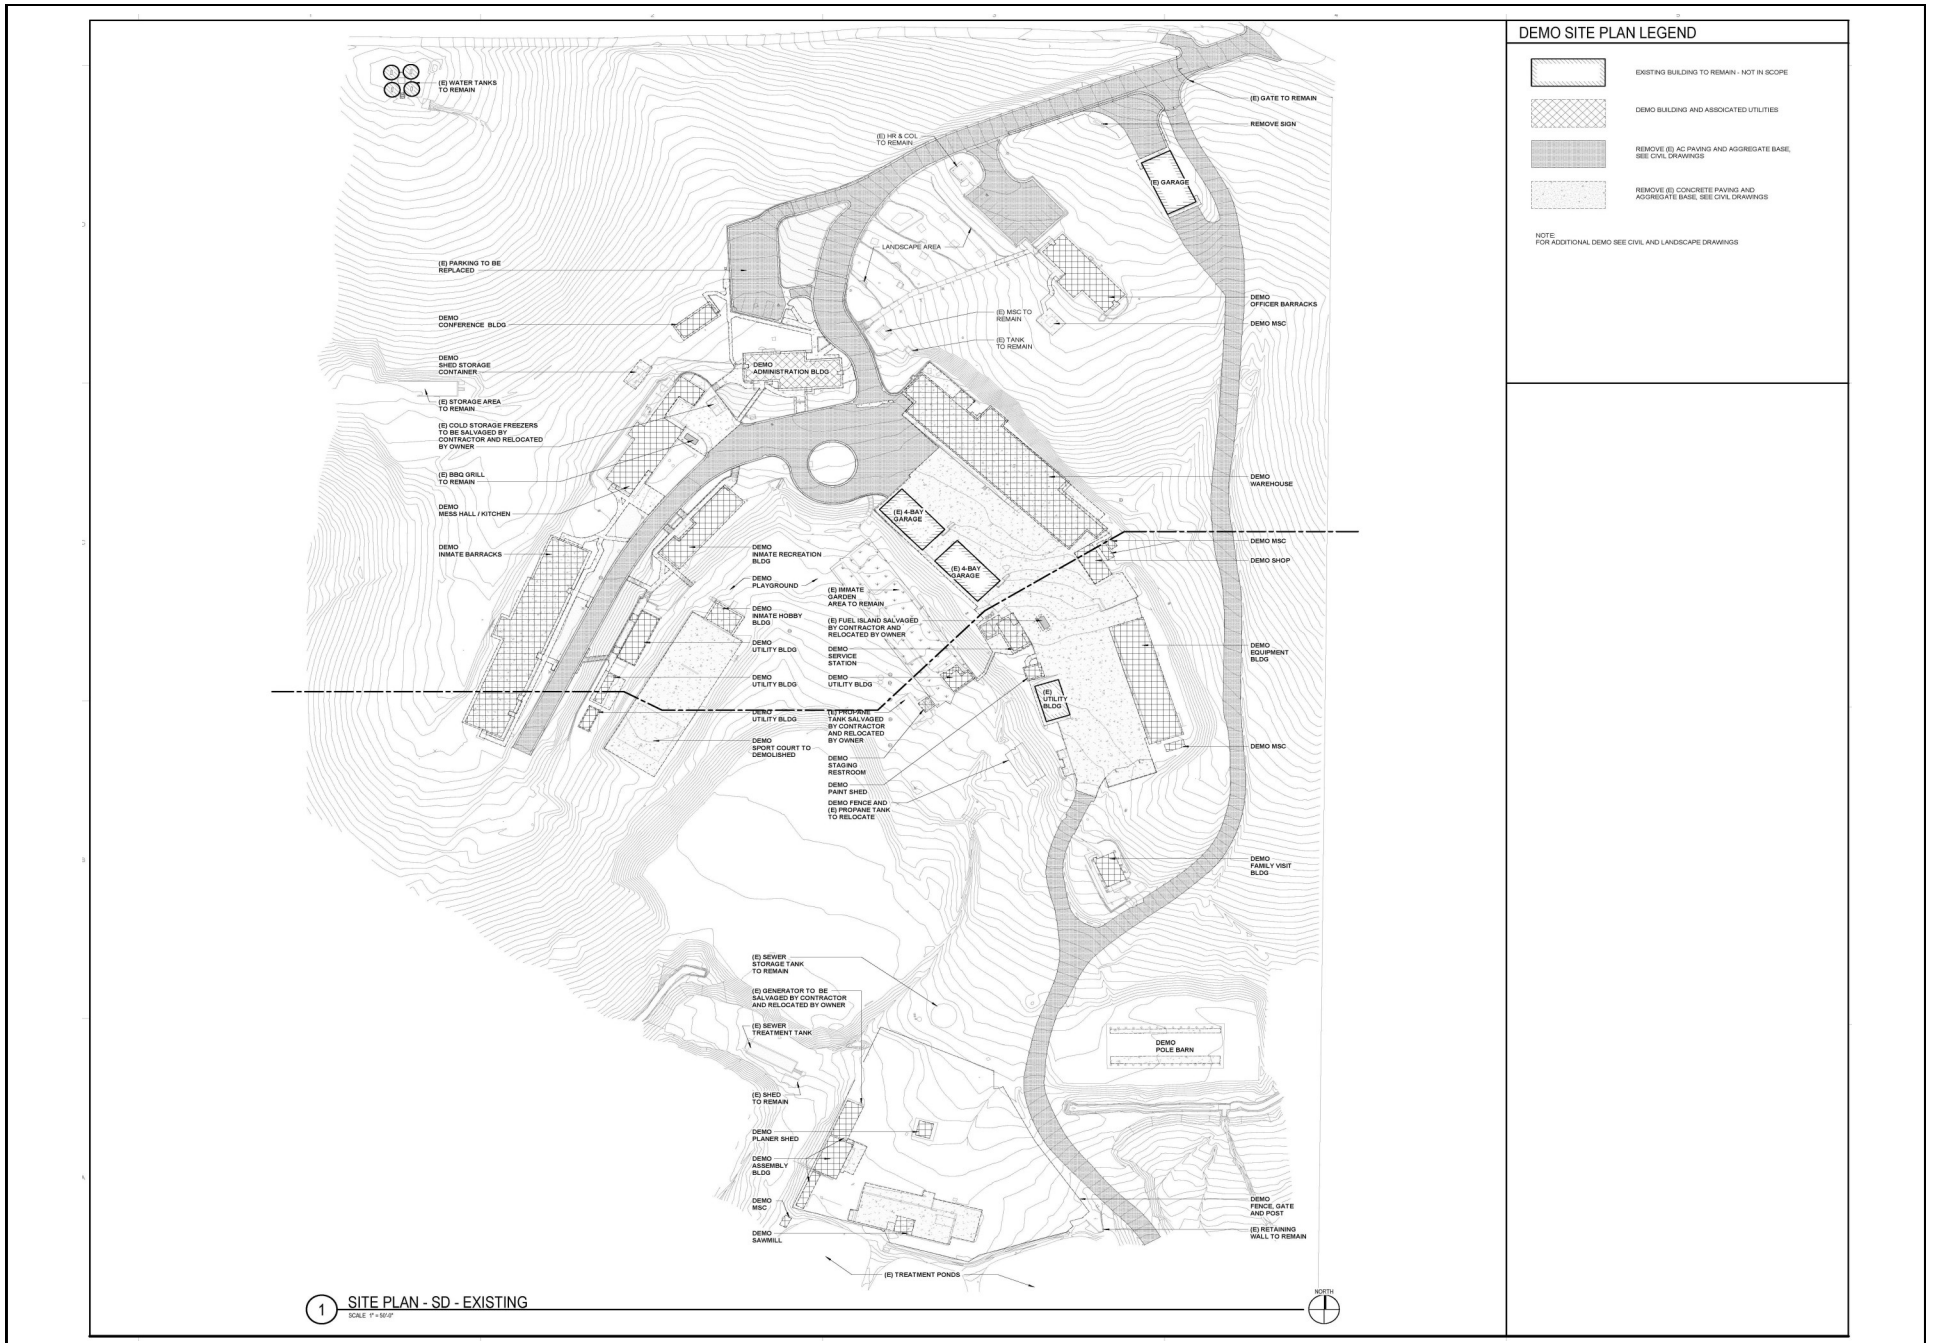 DEMO SITE PLAN LEGEND
EXISTING BUILDING TO REMAIN - NOT IN SCOPE
DEMO BUILDING AND ASSOICATED UTILITIES
REMOVE (E) AC PAVING AND AGGREGATE BASE,
SEE CIVIL DRAWINGS
REMOVE (E) CONCRETE PAVING AND
AGGREGATE BASE, SEE CIVIL DRAWINGS
NOTE:
FOR ADDITIONAL DEMO SEE CIVIL AND LANDSCAPE DRAWINGS
(E) WATER TANKS
TO REMAIN
(E) PARKING TO BE
REPLACED
DEMO
CONFERENCE BLDG
DEMO
SHED STORAGE
CONTAINER
(E) STORAGE AREA
TO REMAIN
(E) COLD STORAGE FREEZERS
TO BE SALVAGED BY
CONTRACTOR AND RELOCATED
BY OWNER
(E) BBQ GRILL
TO REMAIN
DEMO
MESS HALL / KITCHEN
DEMO
INMATE BARRACKS
(E) HR & COL
TO REMAIN
LANDSCAPE AREA
(E) MSC TO
REMAIN
(E) TANK
TO REMAIN
DEMO
ADMINISTRATION BLDG
(E) GARAGE
(E) 4-BAY
GARAGE
(E) 4-BAY
GARAGE
(E) GATE TO REMAIN
REMOVE SIGN
DEMO
OFFICER BARRACKS
DEMO MSC
DEMO
WAREHOUSE
DEMO MSC
DEMO SHOP
DEMO
EQUIPMENT
BLDG
DEMO MSC
DEMO
FAMILY VISIT
BLDG
DEMO
INMATE RECREATION
BLDG
DEMO
PLAYGROUND
DEMO
INMATE HOBBY
BLDG
DEMO
UTILITY BLDG
DEMO
UTILITY BLDG
DEMO
UTILITY BLDG
DEMO
SPORT COURT TO
DEMOLISHED
(E) IMMATE
GARDEN
AREA TO REMAIN
(E) FUEL ISLAND SALVAGED
BY CONTRACTOR AND
RELOCATED BY OWNER
DEMO
SERVICE
STATION
DEMO
UTILITY BLDG
(E) PROPANE
TANK SALVAGED
BY CONTRACTOR
AND RELOCATED
BY OWNER
DEMO
STAGING
RESTROOM
DEMO
PAINT SHED
DEMO FENCE AND
(E) PROPANE TANK
TO RELOCATE
(E)
UTILITY
BLDG
(E) SEWER
STORAGE TANK
TO REMAIN
(E) GENERATOR TO BE
SALVAGED BY CONTRACTOR
AND RELOCATED BY OWNER
(E) SEWER
TREATMENT TANK
(E) SHED
TO REMAIN
DEMO
PLANER SHED
DEMO
ASSEMBLY
BLDG
DEMO
MSC
DEMO
SAWMILL
DEMO
POLE BARN
DEMO
FENCE, GATE
AND POST
(E) RETAINING
WALL TO REMAIN
(E) TREATMENT PONDS
1
SITE PLAN - SD - EXISTING
SCALE 1" = 50'-0"
NORTH